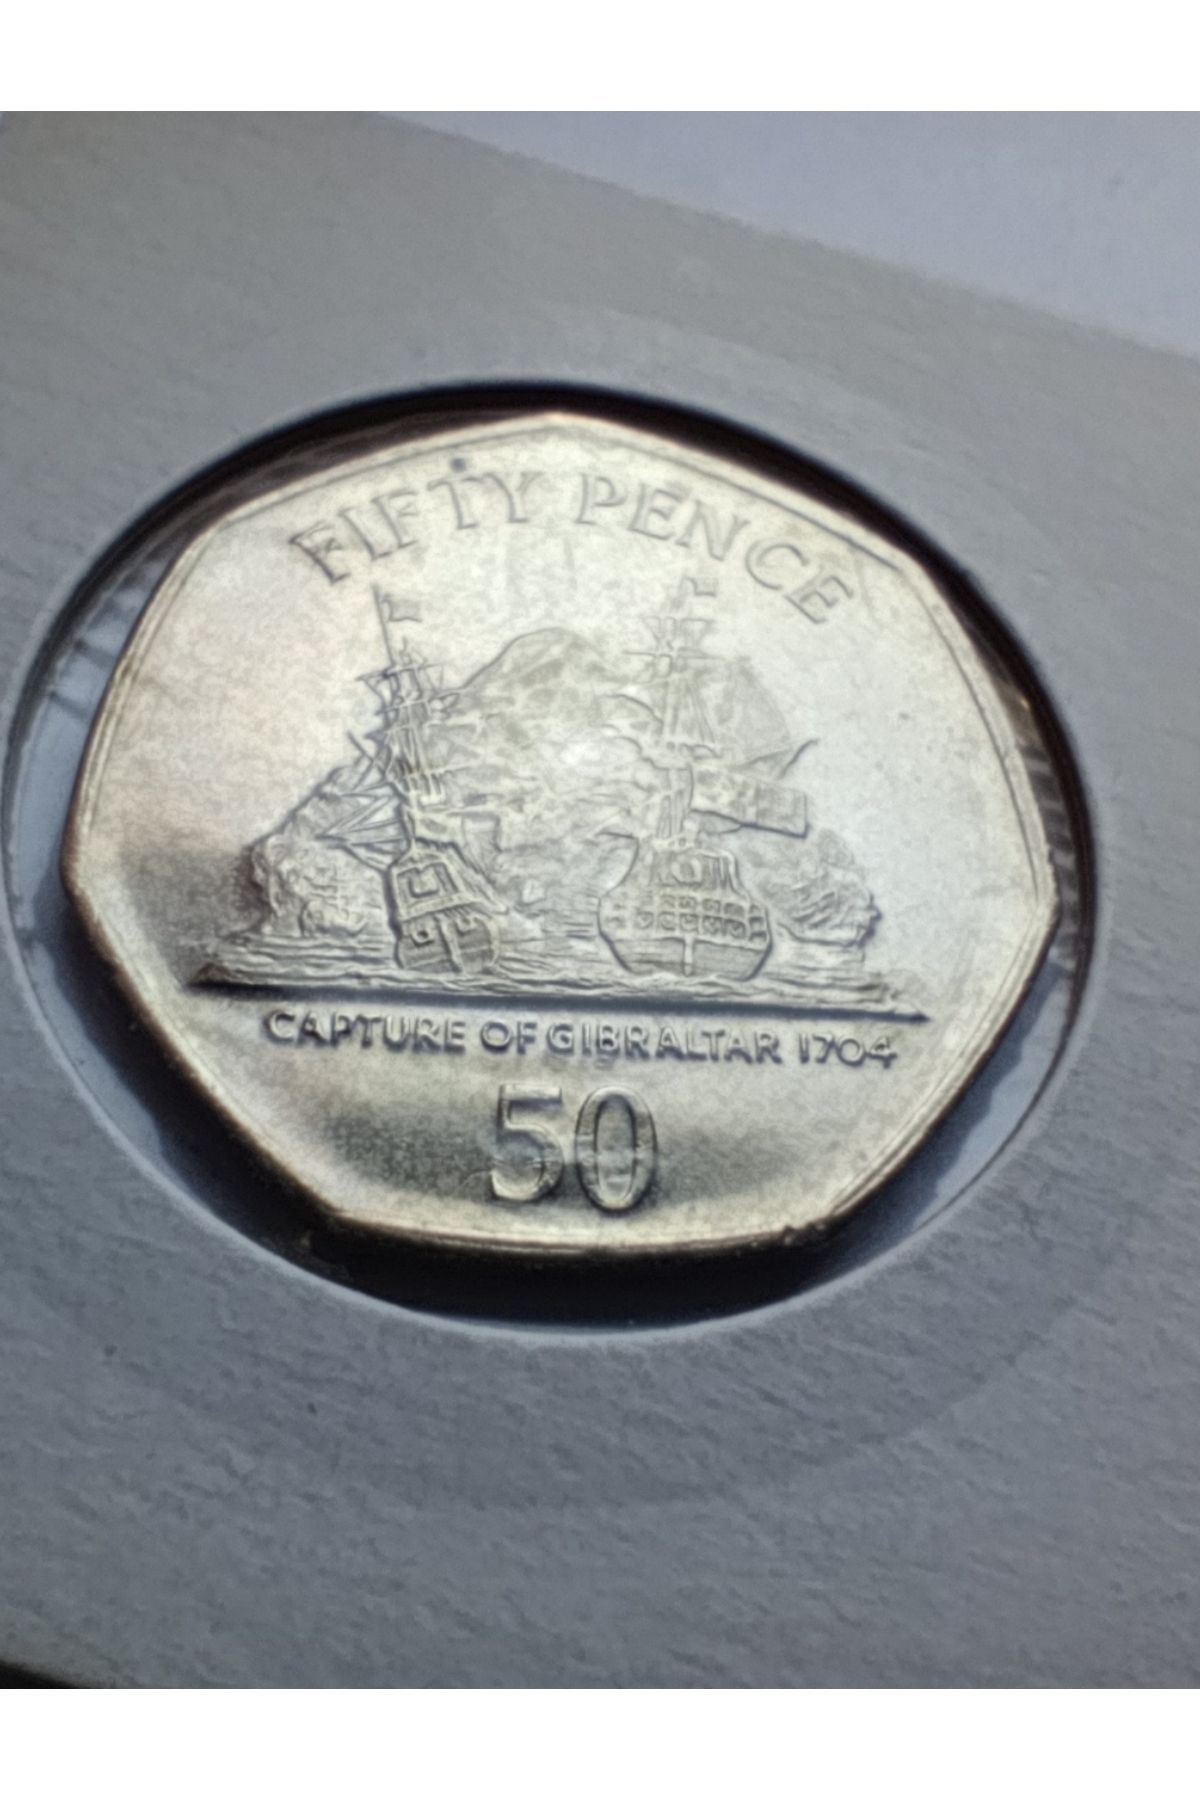 FIFTY PENCE
CAPTURE OF GIBRALTAR 1704
50